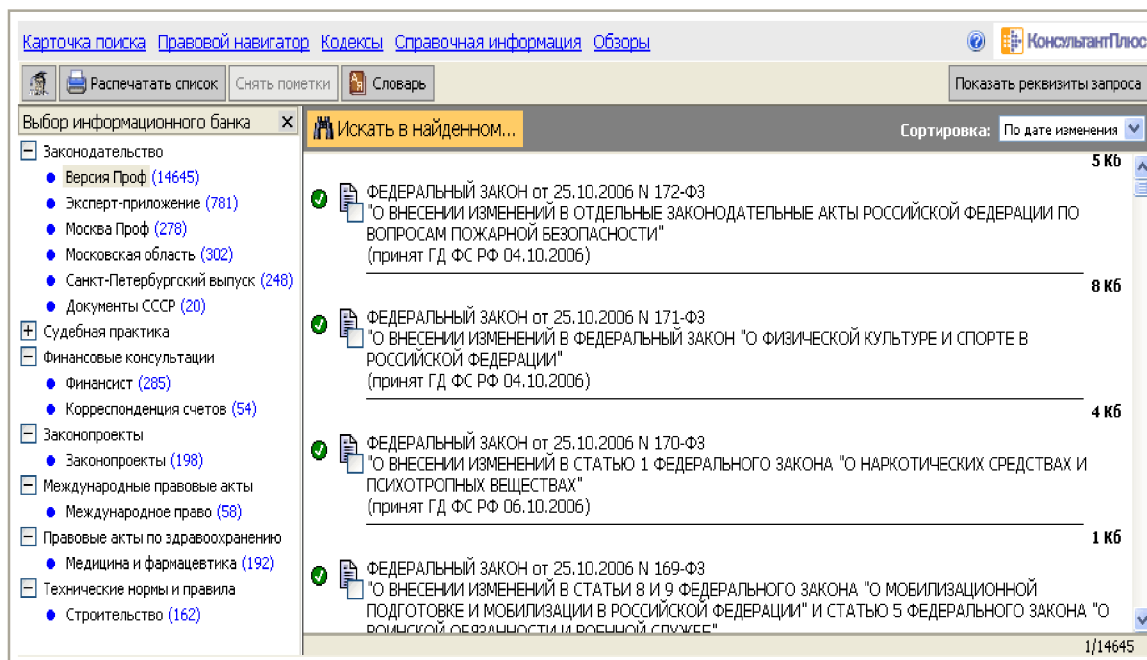 Карточка поиска Правовой навигатор Кодексы Справочная информация Обзоры
КонсультантПлюс
Распечатать список Снять пометки Словарь Показать реквизиты запроса
Выбор информационного банка
Законодательство
Версия Проф (14645)
Эксперт-приложение (781)
Москва Проф (278)
Московская область (302)
Санкт-Петербургский выпуск (248)
Документы СССР (20)
Судебная практика
Финансовые консультации
Финансист (285)
Корреспонденция счетов (54)
Законопроекты
Законопроекты (198)
Международные правовые акты
Международное право (58)
Правовые акты по здравоохранению
Медицина и фармацевтика (192)
Технические нормы и правила
Строительство (162)
Искать в найденном...
Сортировка: По дате изменения
5 Кб
ФЕДЕРАЛЬНЫЙ ЗАКОН от 25.10.2006 N 172-ФЗ
"О ВНЕСЕНИИ ИЗМЕНЕНИЙ В ОТДЕЛЬНЫЕ ЗАКОНОДАТЕЛЬНЫЕ АКТЫ РОССИЙСКОЙ ФЕДЕРАЦИИ ПО
ВОПРОСАМ ПОЖАРНОЙ БЕЗОПАСНОСТИ"
(принят ГД ФС РФ 04.10.2006)
8 Кб
ФЕДЕРАЛЬНЫЙ ЗАКОН от 25.10.2006 N 171-ФЗ
"О ВНЕСЕНИИ ИЗМЕНЕНИЙ В ФЕДЕРАЛЬНЫЙ ЗАКОН "О ФИЗИЧЕСКОЙ КУЛЬТУРЕ И СПОРТЕ В
РОССИЙСКОЙ ФЕДЕРАЦИИ"
(принят ГД ФС РФ 04.10.2006)
4 Кб
ФЕДЕРАЛЬНЫЙ ЗАКОН от 25.10.2006 N 170-ФЗ
"О ВНЕСЕНИИ ИЗМЕНЕНИЙ В СТАТЬЮ 1 ФЕДЕРАЛЬНОГО ЗАКОНА "О НАРКОТИЧЕСКИХ СРЕДСТВАХ И
ПСИХОТРОПНЫХ ВЕЩЕСТВАХ"
(принят ГД ФС РФ 06.10.2006)
1 Кб
ФЕДЕРАЛЬНЫЙ ЗАКОН от 25.10.2006 N 169-ФЗ
"О ВНЕСЕНИИ ИЗМЕНЕНИЙ В СТАТЬИ 8 И 9 ФЕДЕРАЛЬНОГО ЗАКОНА "О МОБИЛИЗАЦИОННОЙ
ПОДГОТОВКЕ И МОБИЛИЗАЦИИ В РОССИЙСКОЙ ФЕДЕРАЦИИ" И СТАТЬЮ 5 ФЕДЕРАЛЬНОГО ЗАКОНА "О
ВОИНСКОЙ ОБЯЗАННОСТИ И ВОЕННОЙ СЛУЖБЕ"
1/14645